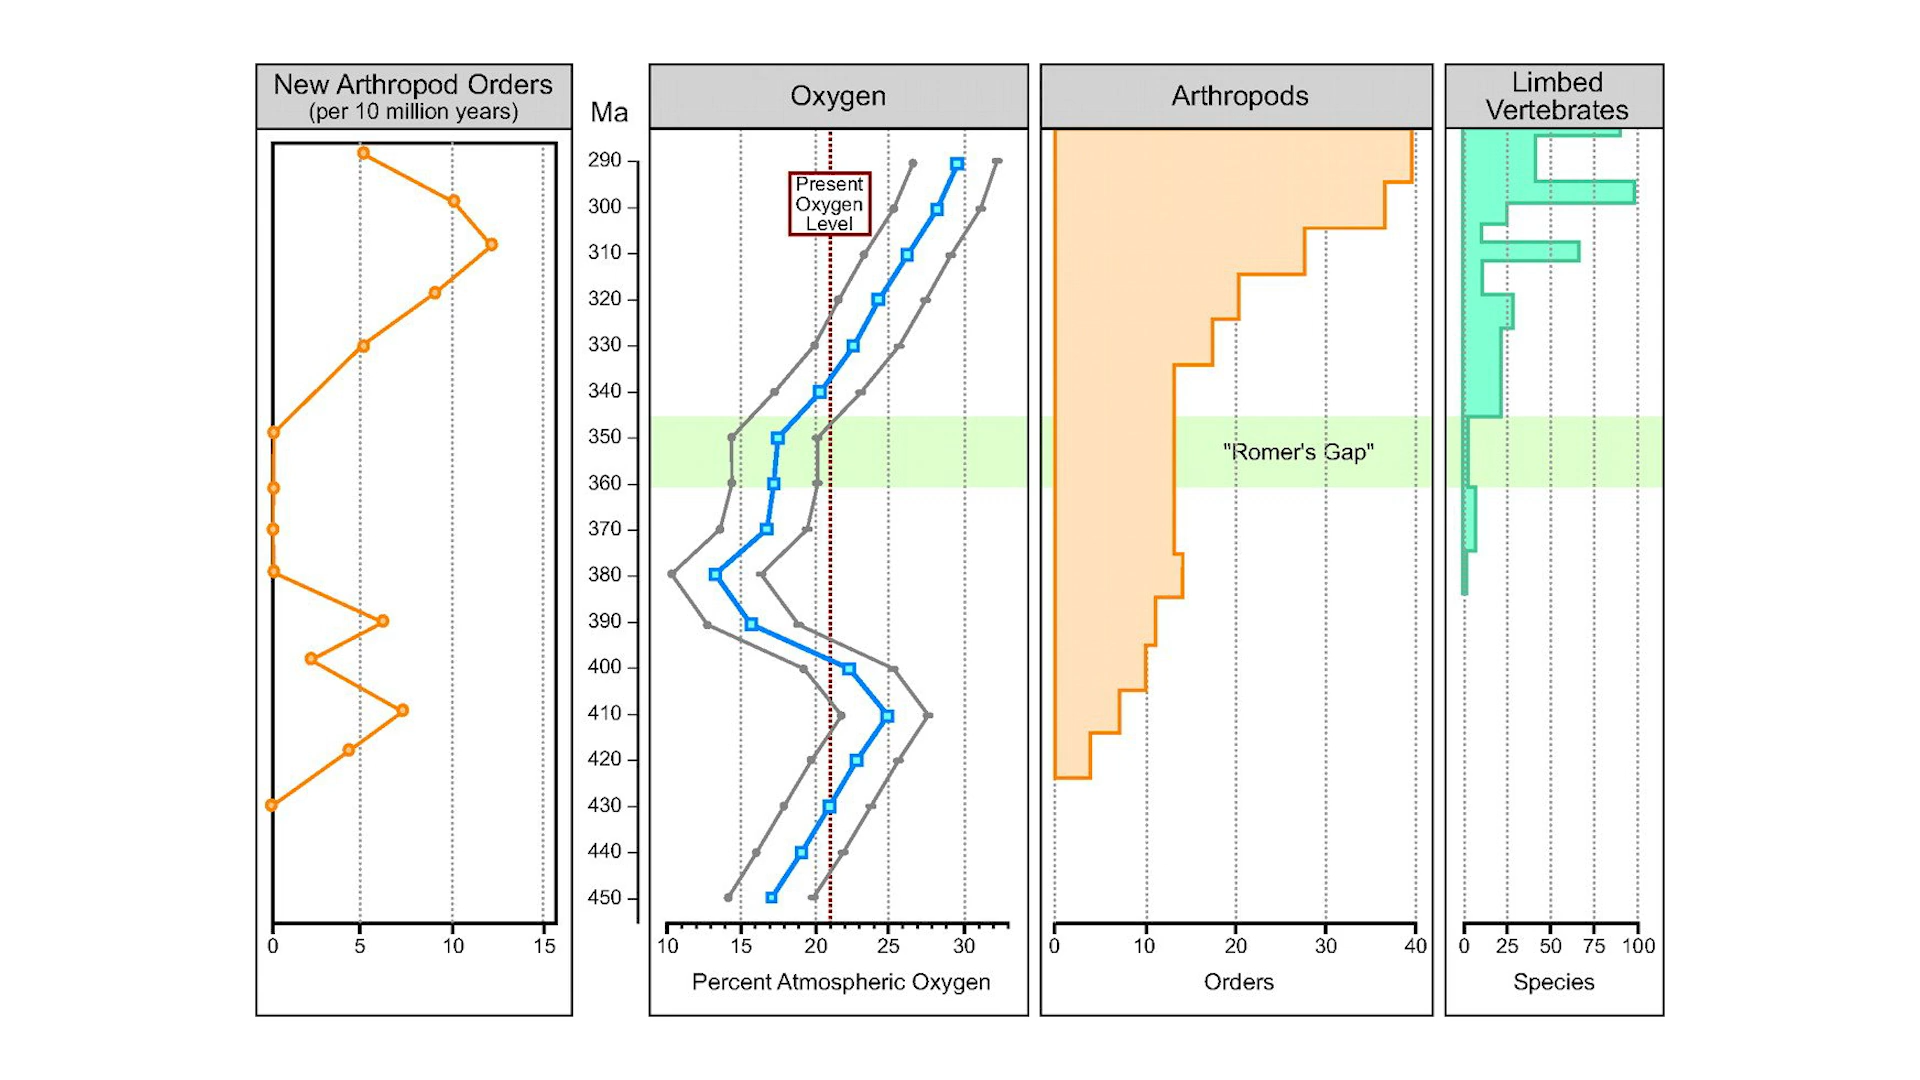 New Arthropod Orders
(per 10 million years)
Ma
Oxygen
Arthropods
Limbed
Vertebrates
290
300
310
320
330
340
350
360
370
380
390
400
410
420
430
440
450
Present
Oxygen
Level
"Romer's Gap"
0 5 10 15
10 15 20 25 30
0 10 20 30 40
0 25 50 75 100
Percent Atmospheric Oxygen
Orders
Species